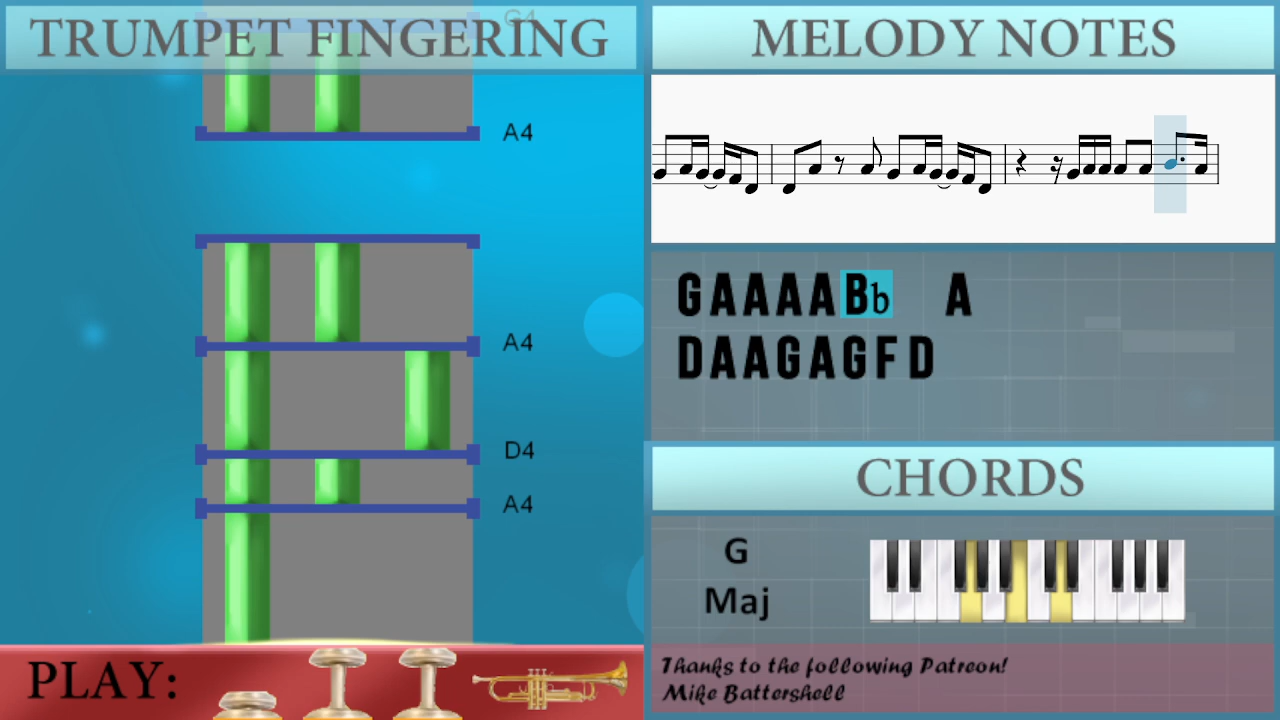 TRUMPET FINGERING
G4
A4
A4
D4
A4
PLAY:
MELODY NOTES
GAAAABb A
DAAGAGFD
CHORDS
G
Maj
Thanks to the following Patreon!
Mike Battershell